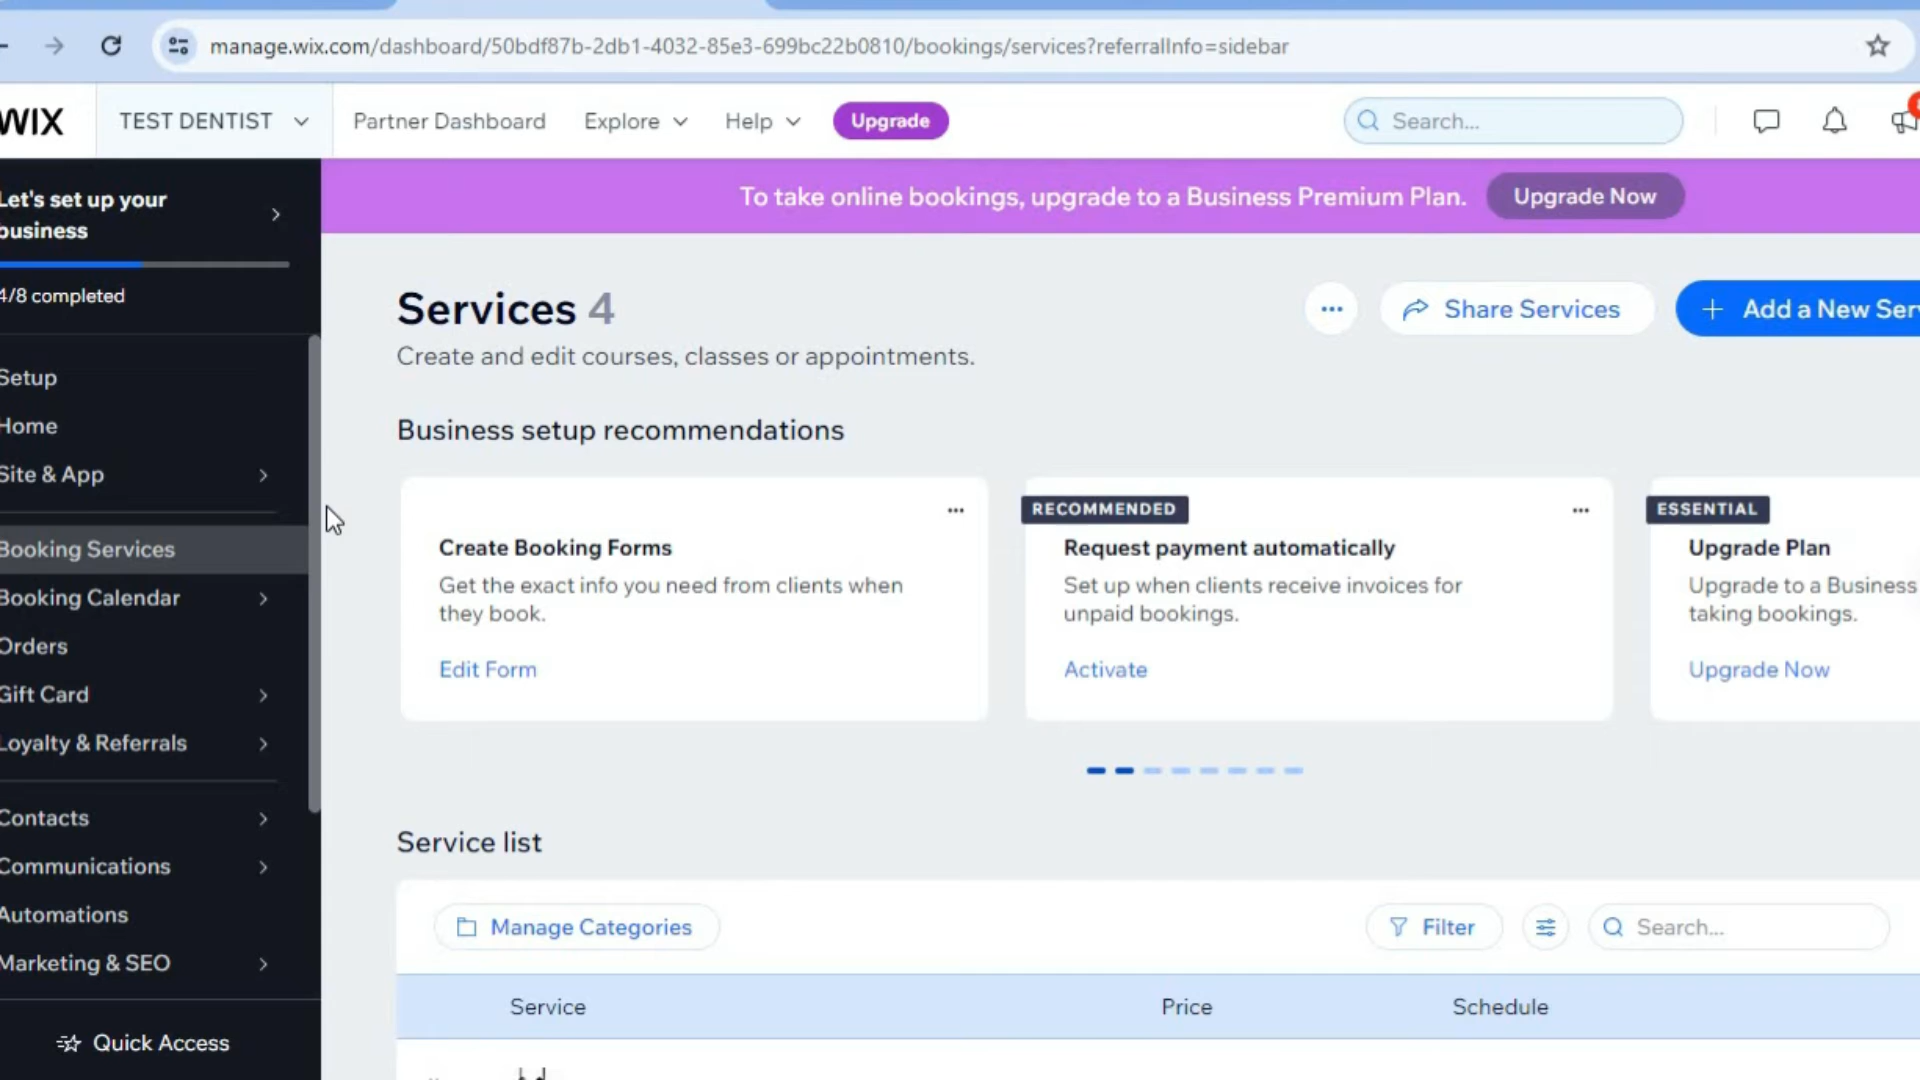 manage.wix.com/dashboard/50bdf87b-2db1-4032-85e3-699bc22b0810/bookings/services?referralInfo=sidebar
WIX
TEST DENTIST
Partner Dashboard
Explore
Help
Upgrade
Search...
Let's set up your
business
4/8 completed
To take online bookings, upgrade to a Business Premium Plan.
Upgrade Now
Setup
Home
Site & App
Booking Services
Booking Calendar
Orders
Gift Card
Loyalty & Referrals
Contacts
Communications
Automations
Marketing & SEO
Quick Access
Services 4
Share Services
Add a New Serv
Create and edit courses, classes or appointments.
Business setup recommendations
Create Booking Forms
Get the exact info you need from clients when
they book.
Edit Form
RECOMMENDED
Request payment automatically
Set up when clients receive invoices for
unpaid bookings.
Activate
ESSENTIAL
Upgrade Plan
Upgrade to a Business
taking bookings.
Upgrade Now
Service list
Manage Categories
Filter
Search...
Service
Price
Schedule